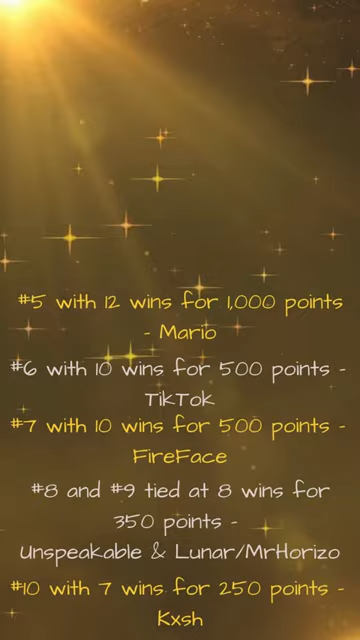 #5 with 12 wins for 1,000 points
- Mario
#6 with 10 wins for 500 points -
TikTok
#7 with 10 wins for 500 points -
FireFace
#8 and #9 tied at 8 wins for
350 points -
Unspeakable & Lunar/MrHorizo
#10 with 7 wins for 250 points -
Kxsh